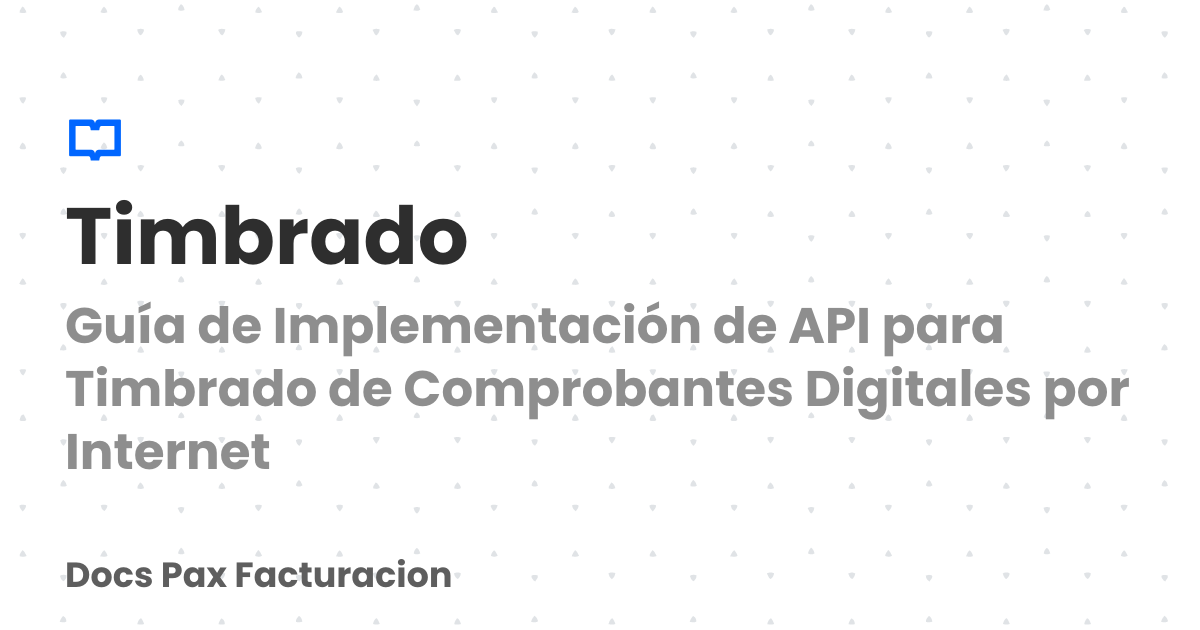 Timbrado
Guía de Implementación de API para
Timbrado de Comprobantes Digitales por
Internet
Docs Pax Facturacion